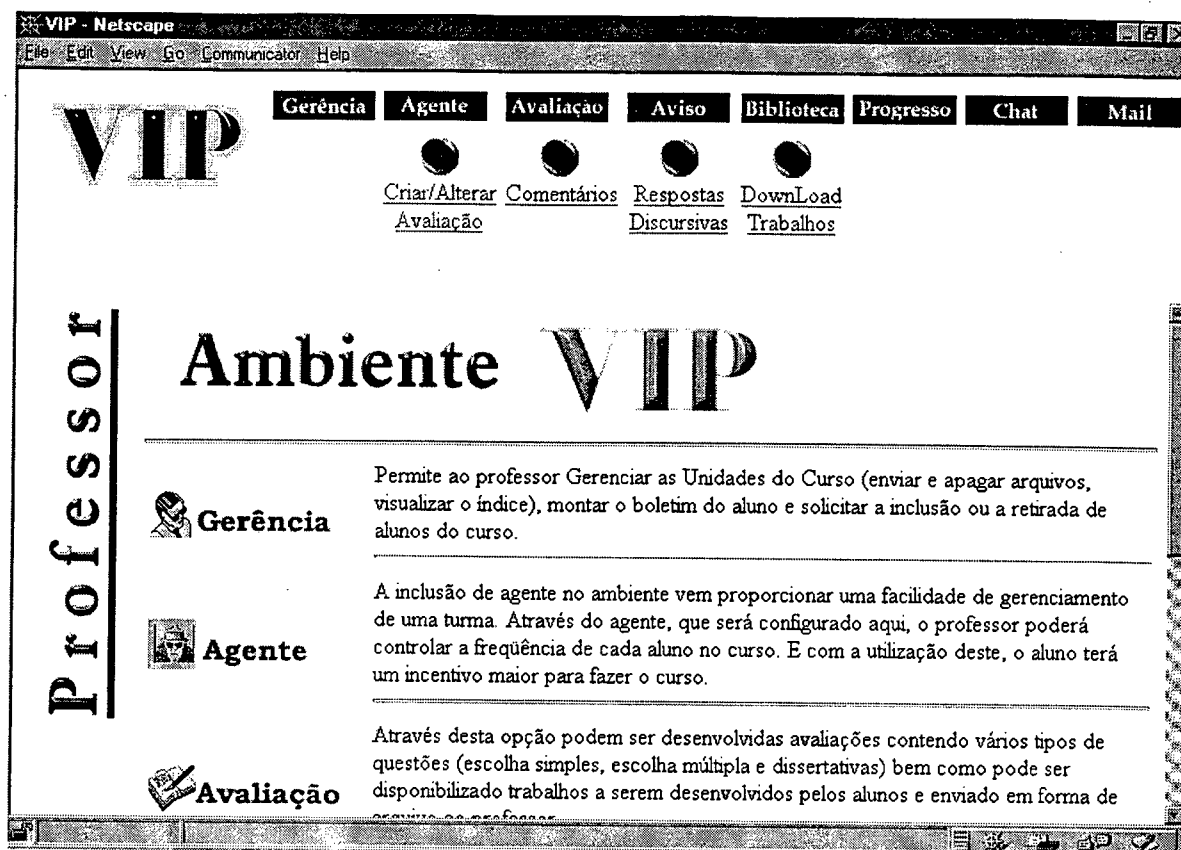 VIP - Netscape
File Edit View Go Communicator Help
VIP
Gerência Agente Avaliação Aviso Biblioteca Progresso Chat Mail
Criar/Alterar Avaliação
Comentários
Respostas Discursivas
DownLoad Trabalhos
Professor
Ambiente VIP
Gerência
Permite ao professor Gerenciar as Unidades do Curso (enviar e apagar arquivos,
visualizar o índice), montar o boletim do aluno e solicitar a inclusão ou a retirada de
alunos do curso.
Agente
A inclusão de agente no ambiente vem proporcionar uma facilidade de gerenciamento
de uma turma. Através do agente, que será configurado aqui, o professor poderá
controlar a freqüência de cada aluno no curso. E com a utilização deste, o aluno terá
um incentivo maior para fazer o curso.
Avaliação
Através desta opção podem ser desenvolvidas avaliações contendo vários tipos de
questões (escolha simples, escolha múltipla e dissertativas) bem como pode ser
disponibilizado trabalhos a serem desenvolvidos pelos alunos e enviado em forma de
arquivo ao professor